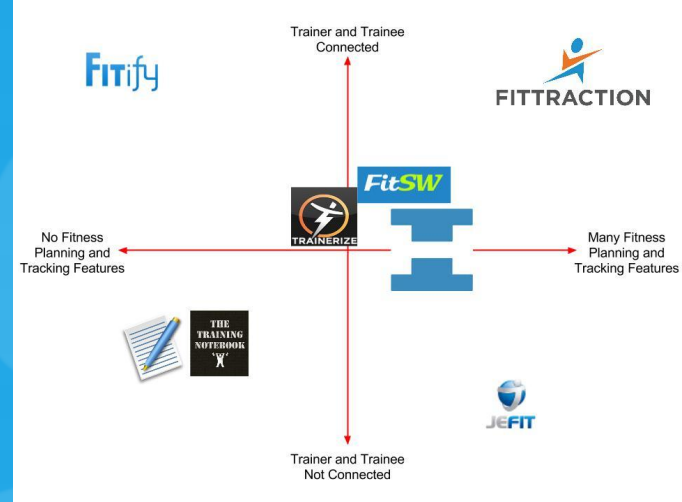 Trainer and Trainee
Connected
FITify
FITTRACTION
FitSW
TRAINERIZE
No Fitness
Planning and
Tracking Features
Many Fitness
Planning and
Tracking Features
THE
TRAINING
NOTEBOOK
JEFIT
Trainer and Trainee
Not Connected